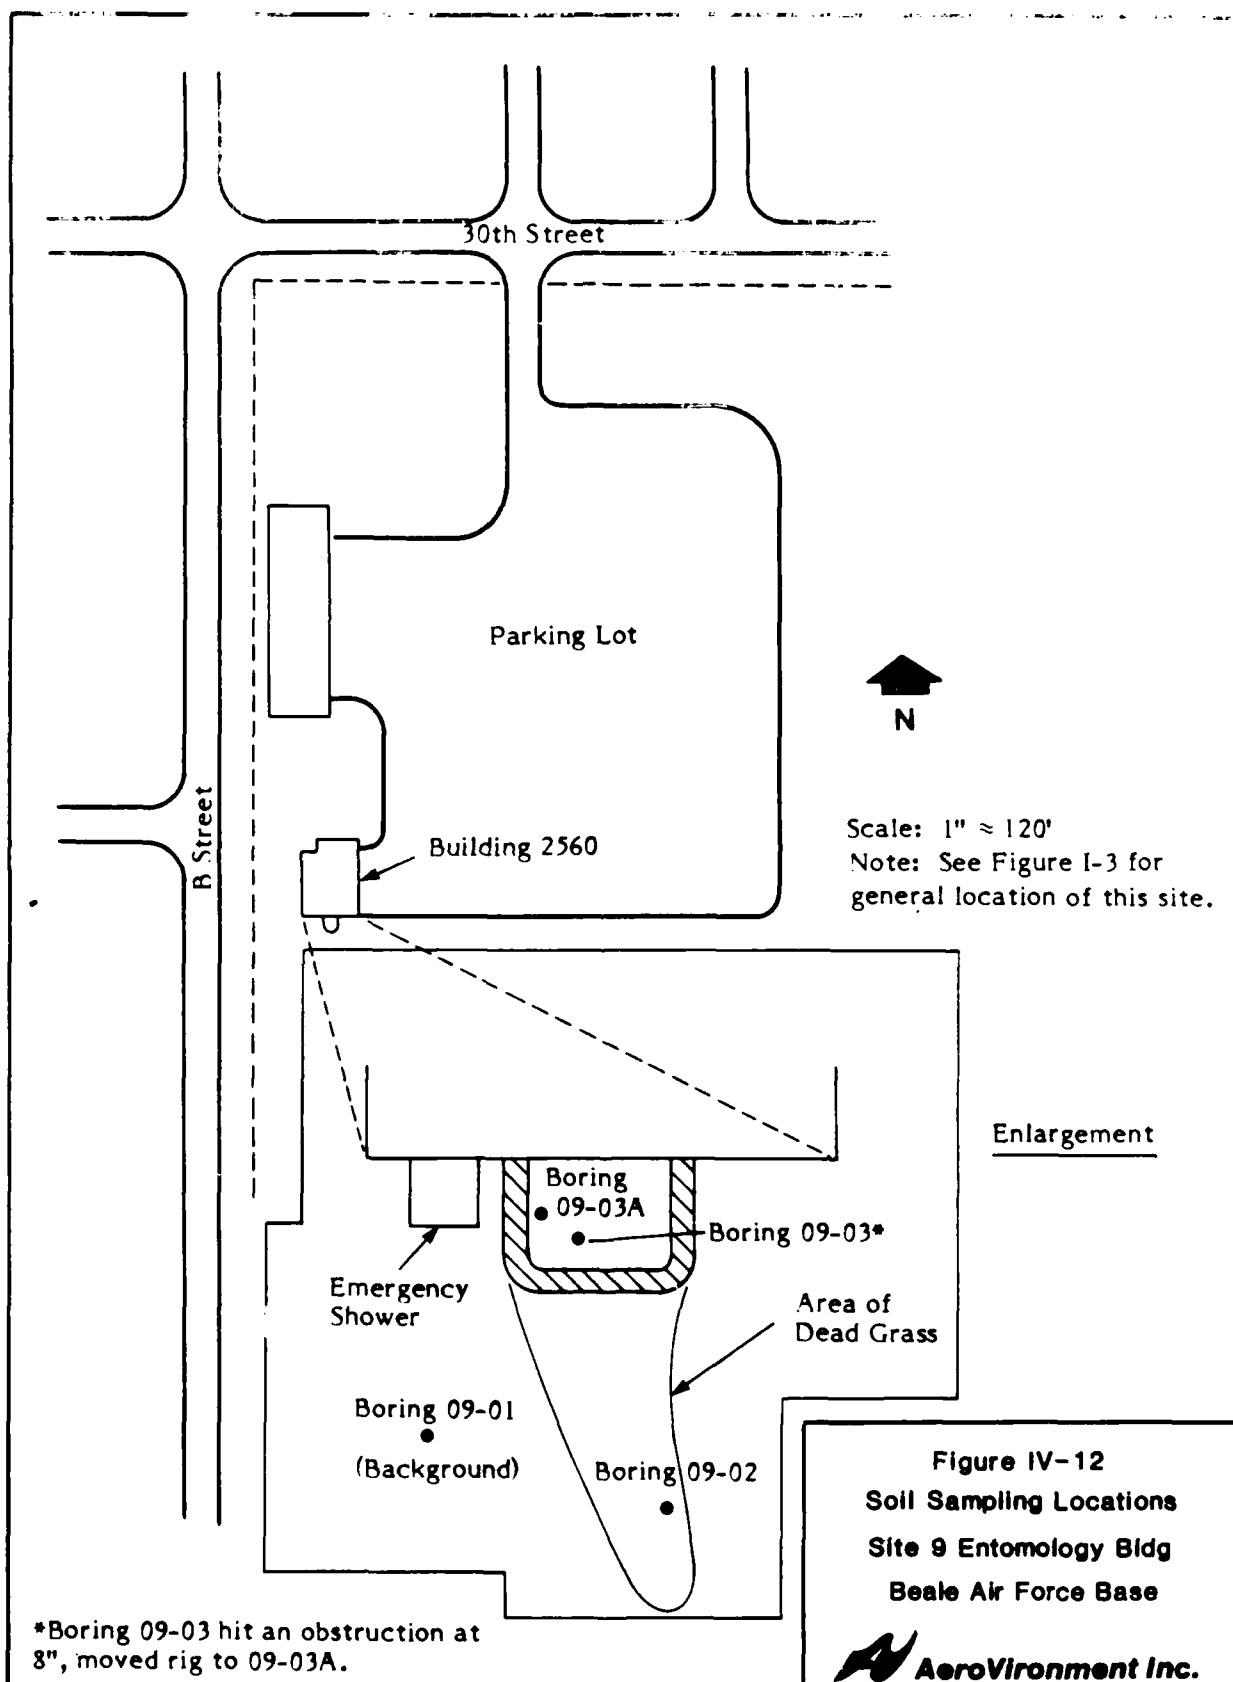 30th Street
Parking Lot
N
B Street
Building 2560
Scale: 1" ≈ 120'
Note: See Figure I-3 for
general location of this site.
Enlargement
Boring
09-03A
Boring 09-03*
Emergency
Shower
Area of
Dead Grass
Boring 09-01
(Background)
Boring 09-02
Figure IV-12
Soil Sampling Locations
Site 9 Entomology Bldg
Beale Air Force Base
*Boring 09-03 hit an obstruction at
8", moved rig to 09-03A.
AeroVironment Inc.